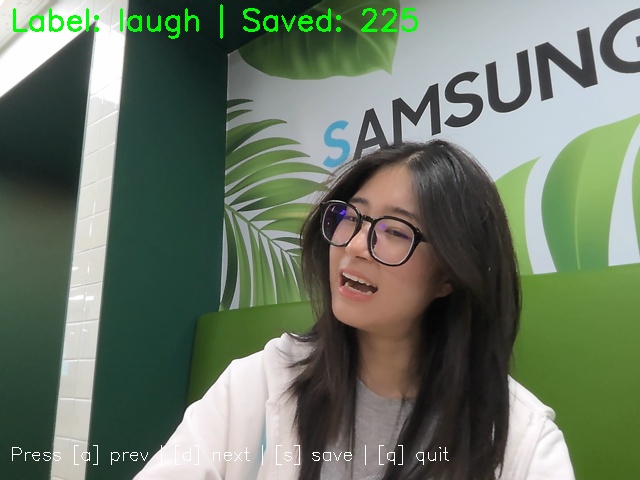 Label: laugh | Saved: 225
SAMSUNG
Press [a] prev | [d] next | [s] save | [q] quit